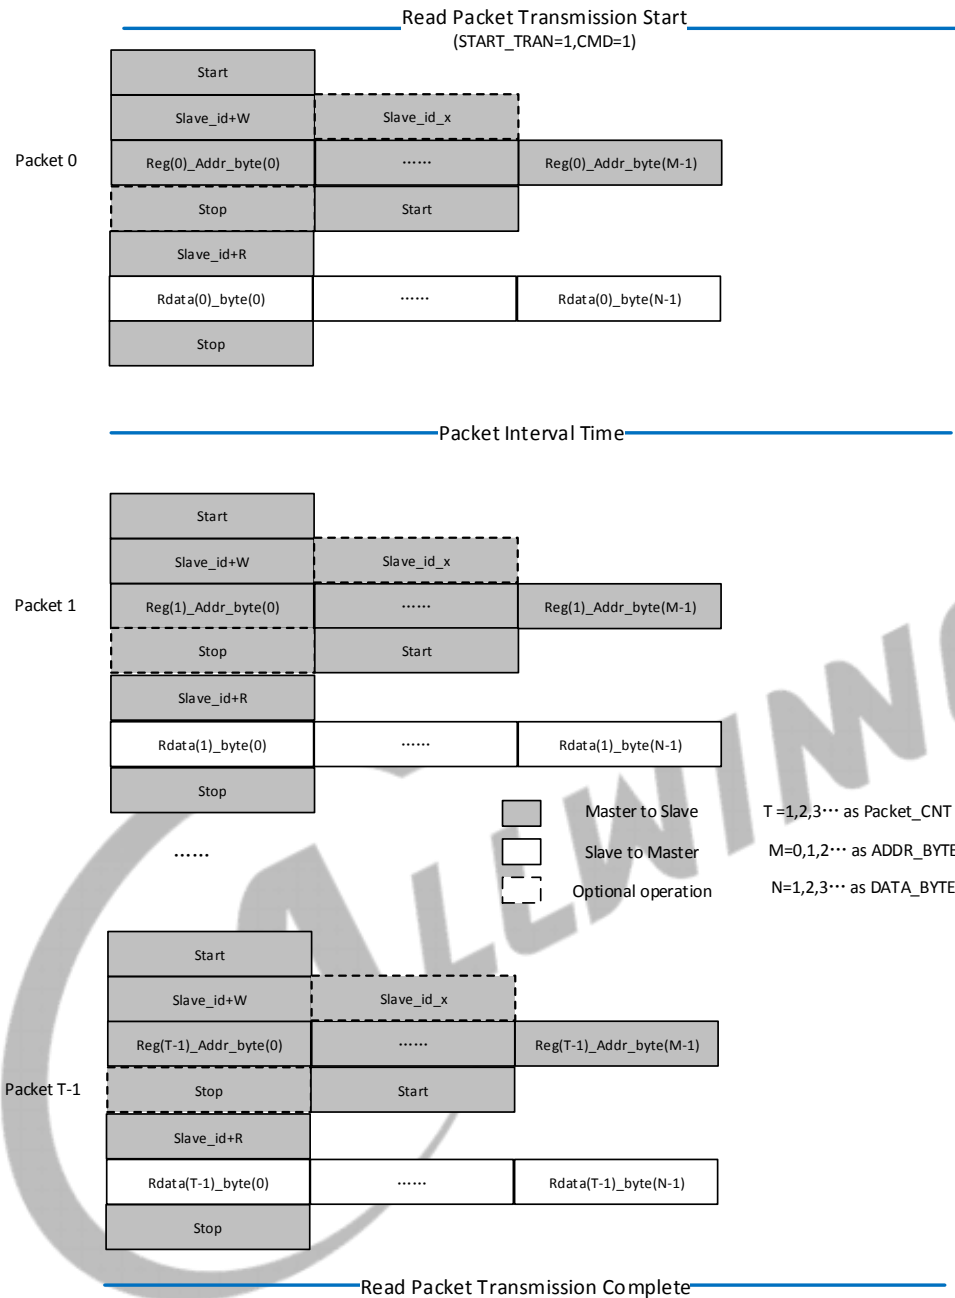 Read Packet Transmission Start
(START_TRAN=1,CMD=1)
Start
Slave_id+W Slave_id_x
Packet 0 Reg(0)_Addr_byte(0) ...... Reg(0)_Addr_byte(M-1)
Stop Start
Slave_id+R
Rdata(0)_byte(0) ...... Rdata(0)_byte(N-1)
Stop
Packet Interval Time
Start
Slave_id+W Slave_id_x
Packet 1 Reg(1)_Addr_byte(0) ...... Reg(1)_Addr_byte(M-1)
Stop Start
Slave_id+R
Rdata(1)_byte(0) ...... Rdata(1)_byte(N-1)
Stop
Master to Slave T =1,2,3··· as Packet_CNT
...... Slave to Master M=0,1,2··· as ADDR_BYTE
Optional operation N=1,2,3··· as DATA_BYTE
Start
Slave_id+W Slave_id_x
Reg(T-1)_Addr_byte(0) ...... Reg(T-1)_Addr_byte(M-1)
Packet T-1 Stop Start
Slave_id+R
Rdata(T-1)_byte(0) ...... Rdata(T-1)_byte(N-1)
Stop
Read Packet Transmission Complete
ALLWINN